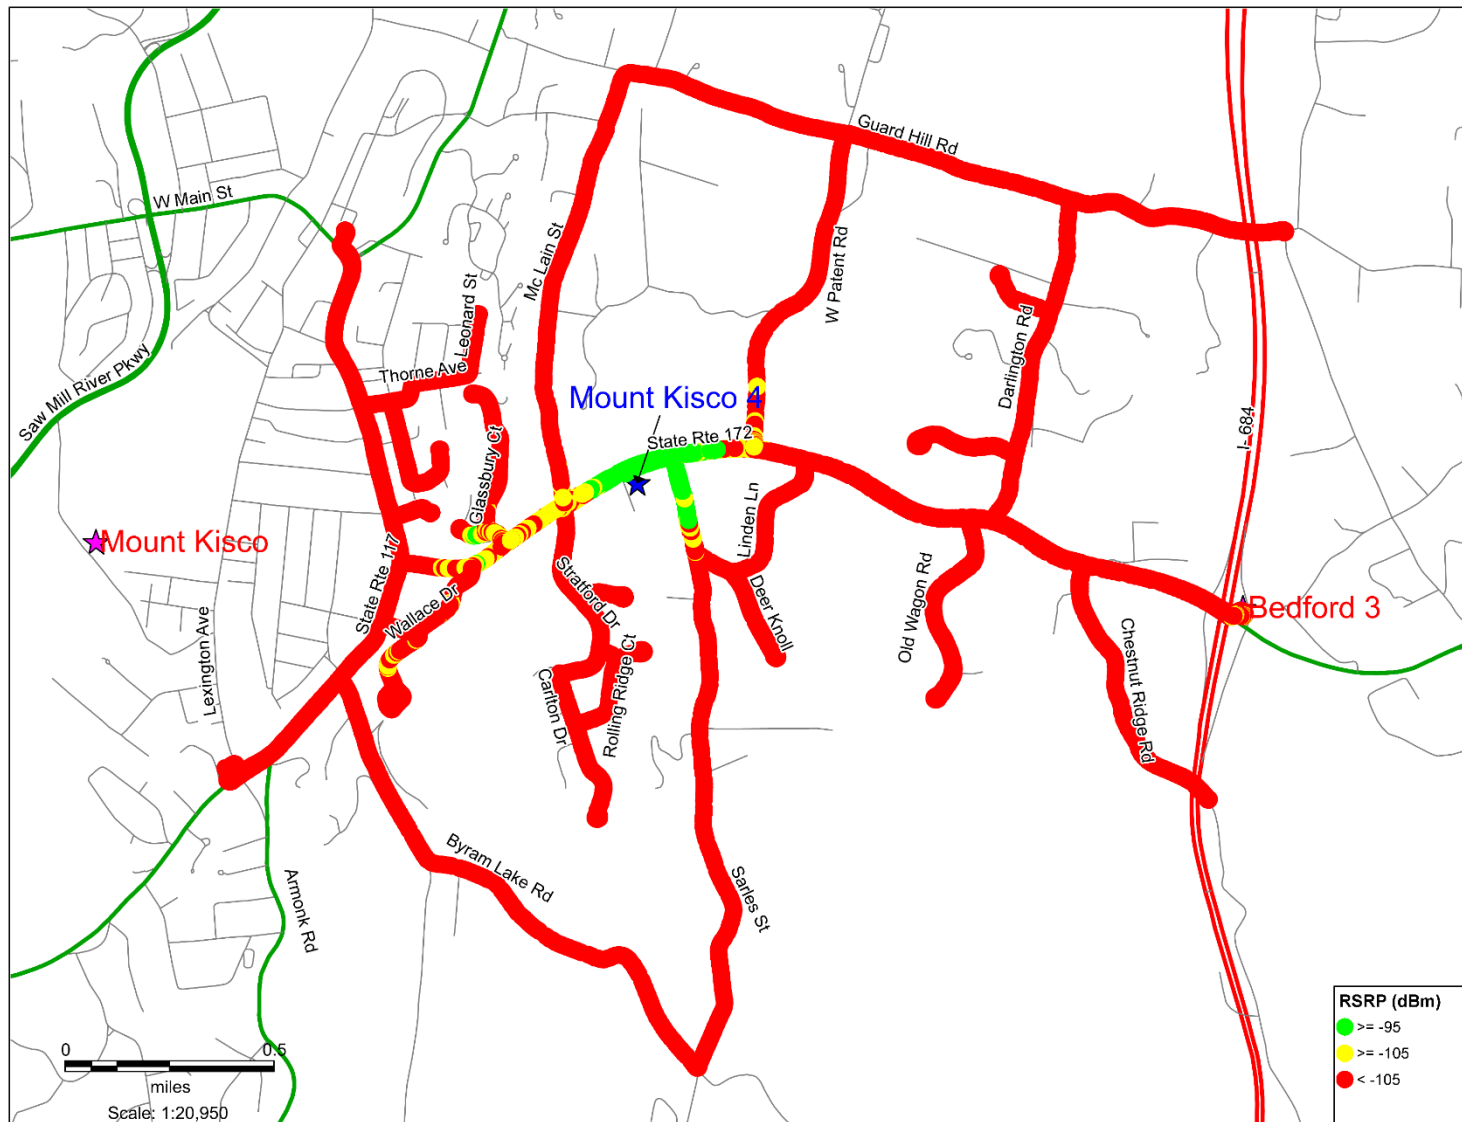 Guard Hill Rd
W Main St
Mc Lain St
W Patent Rd
Leonard St
Thorne Ave
Saw Mill River Pkwy
Darlington Rd
Mount Kisco 4
State Rte 172
I- 684
Glassbury Ct
Linden Ln
Mount Kisco
State Rte 117
Stratford Dr
Wallace Dr
Deer Knoll
Old Wagon Rd
Bedford 3
Lexington Ave
Carlton Dr
Rolling Ridge Ct
Chestnut Ridge Rd
Byram Lake Rd
Sarles St
Armonk Rd
RSRP (dBm)
>= -95
>= -105
< -105
0 0.5
miles
Scale: 1:20,950